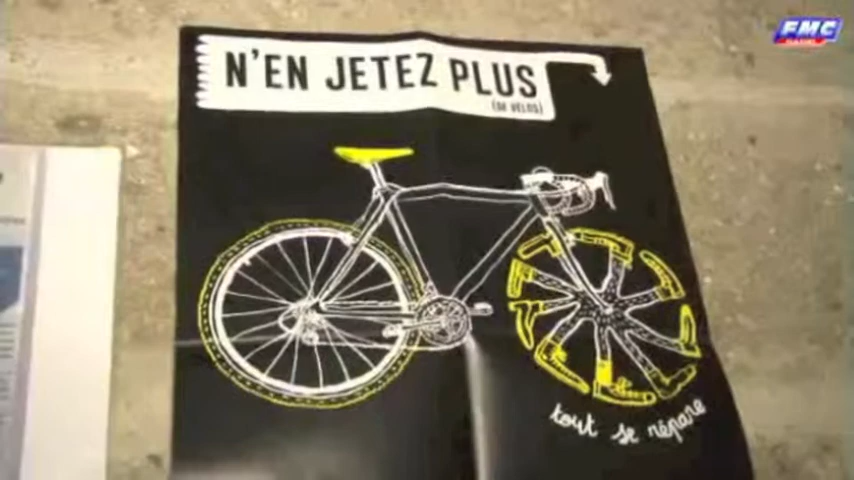 FMC
N'EN JETEZ PLUS
(DE VÉLOS)
tout se répare